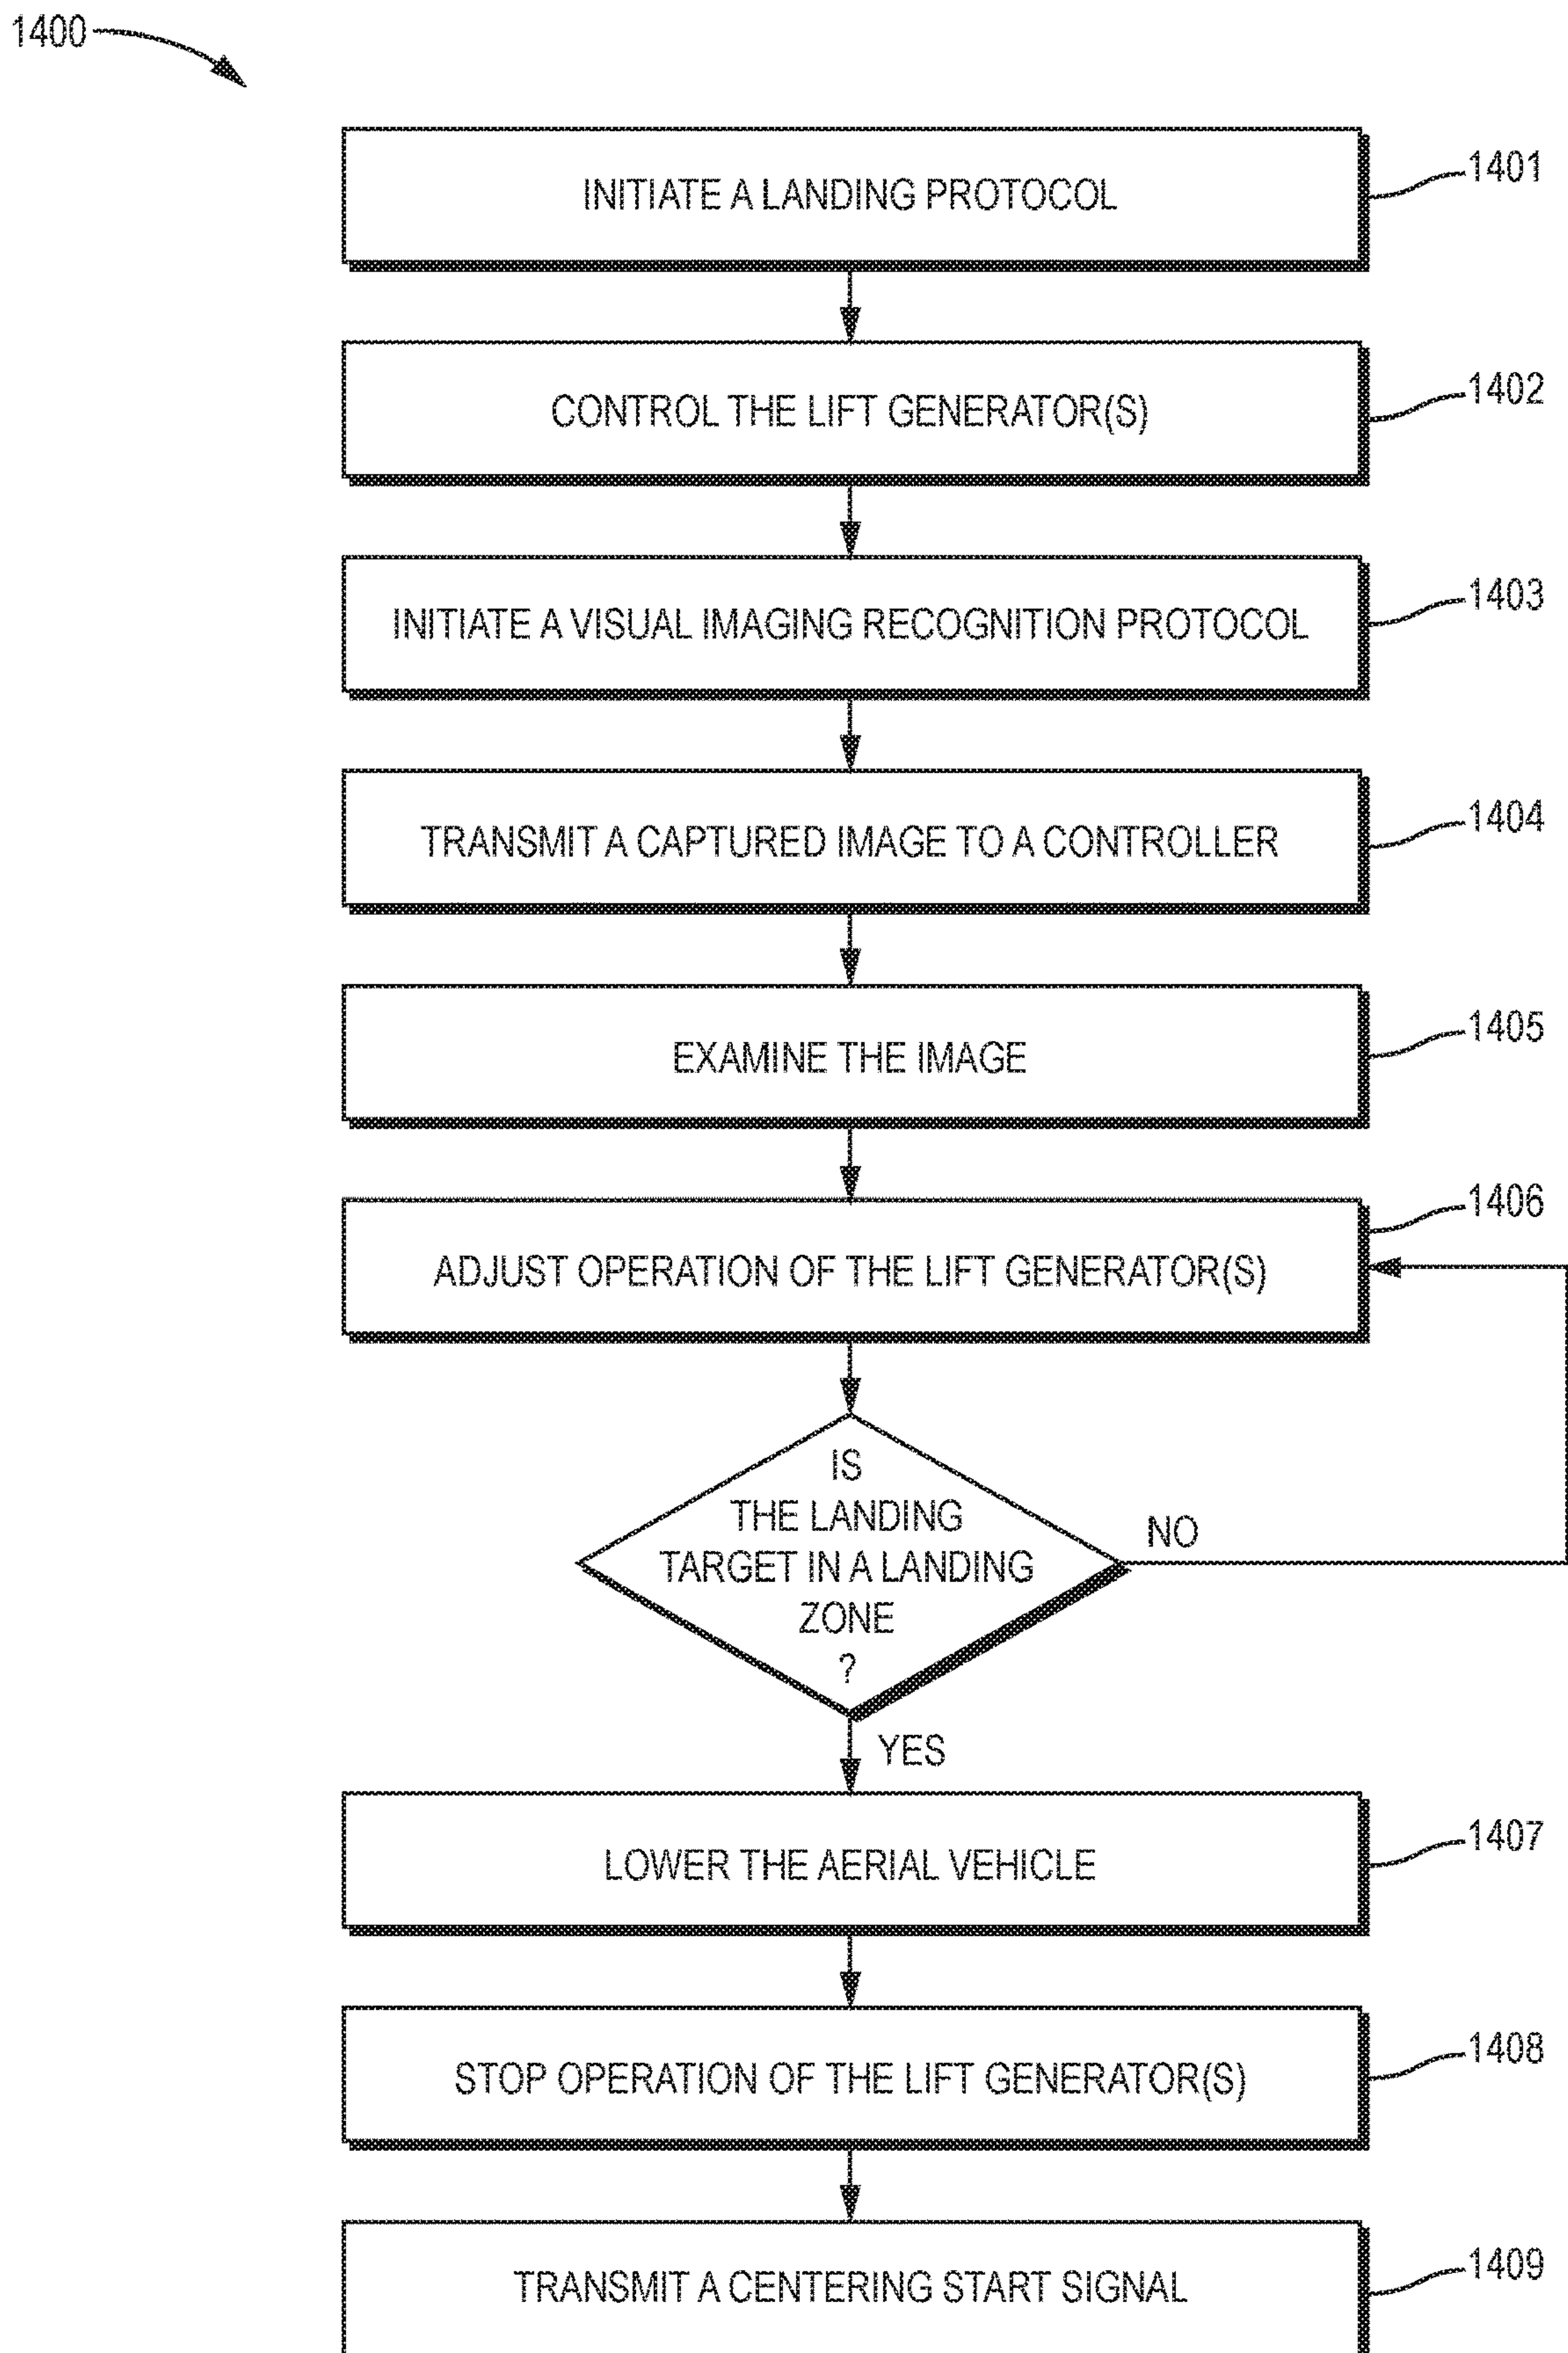 1400
INITIATE A LANDING PROTOCOL
1401
CONTROL THE LIFT GENERATOR(S)
1402
INITIATE A VISUAL IMAGING RECOGNITION PROTOCOL
1403
TRANSMIT A CAPTURED IMAGE TO A CONTROLLER
1404
EXAMINE THE IMAGE
1405
ADJUST OPERATION OF THE LIFT GENERATOR(S)
1406
IS
THE LANDING
TARGET IN A LANDING
ZONE
?
NO
YES
LOWER THE AERIAL VEHICLE
1407
STOP OPERATION OF THE LIFT GENERATOR(S)
1408
TRANSMIT A CENTERING START SIGNAL
1409